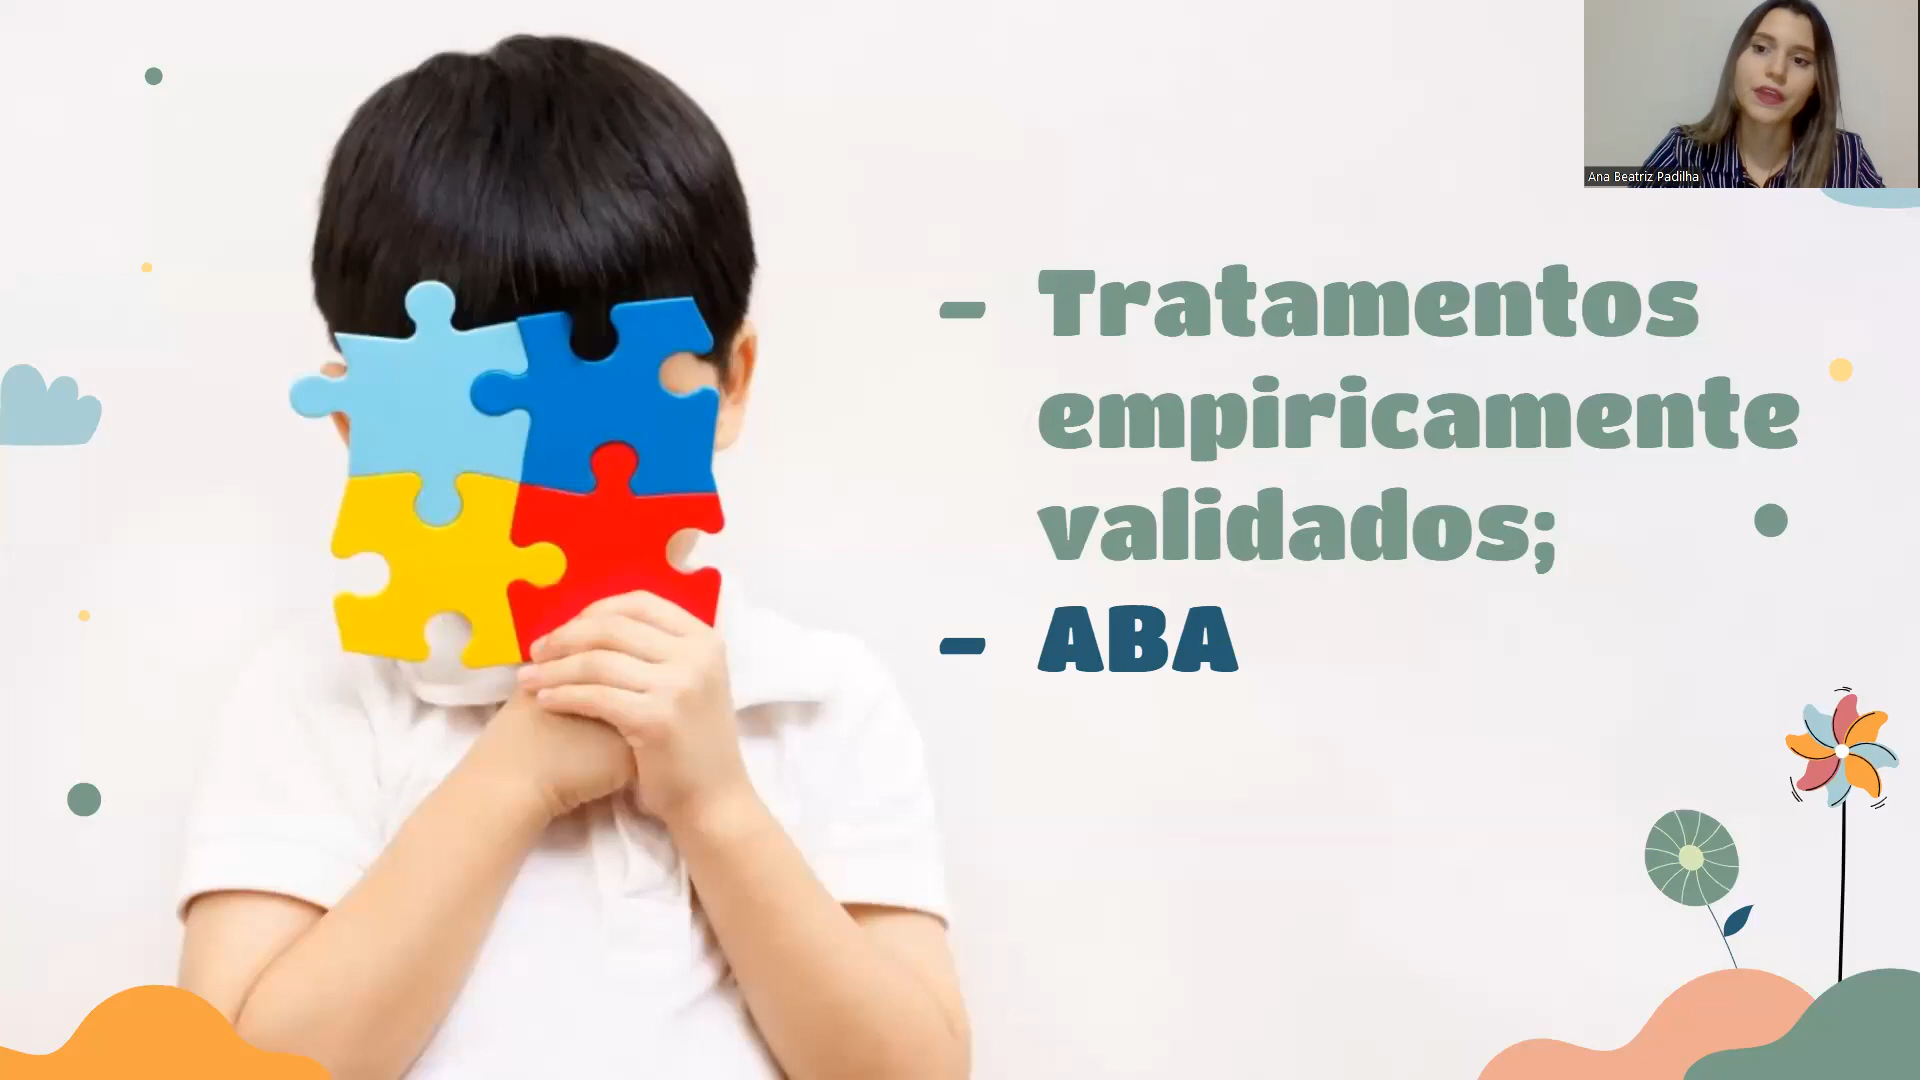 Ana Beatriz Padilha
- Tratamentos
empiricamente
validados;
- ABA